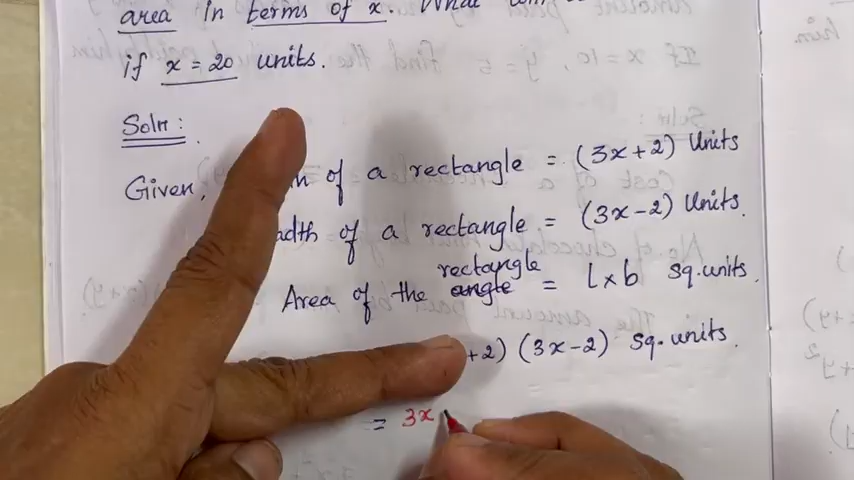 area in terms of x. What
if x = 20 units.
Soln :
Given, of a rectangle = (3x+2) Units
of a rectangle = (3x-2) Units.
rectangle
Area of the angle = l x b sq.units.
+2) (3x-2) sq.units.
= 3x